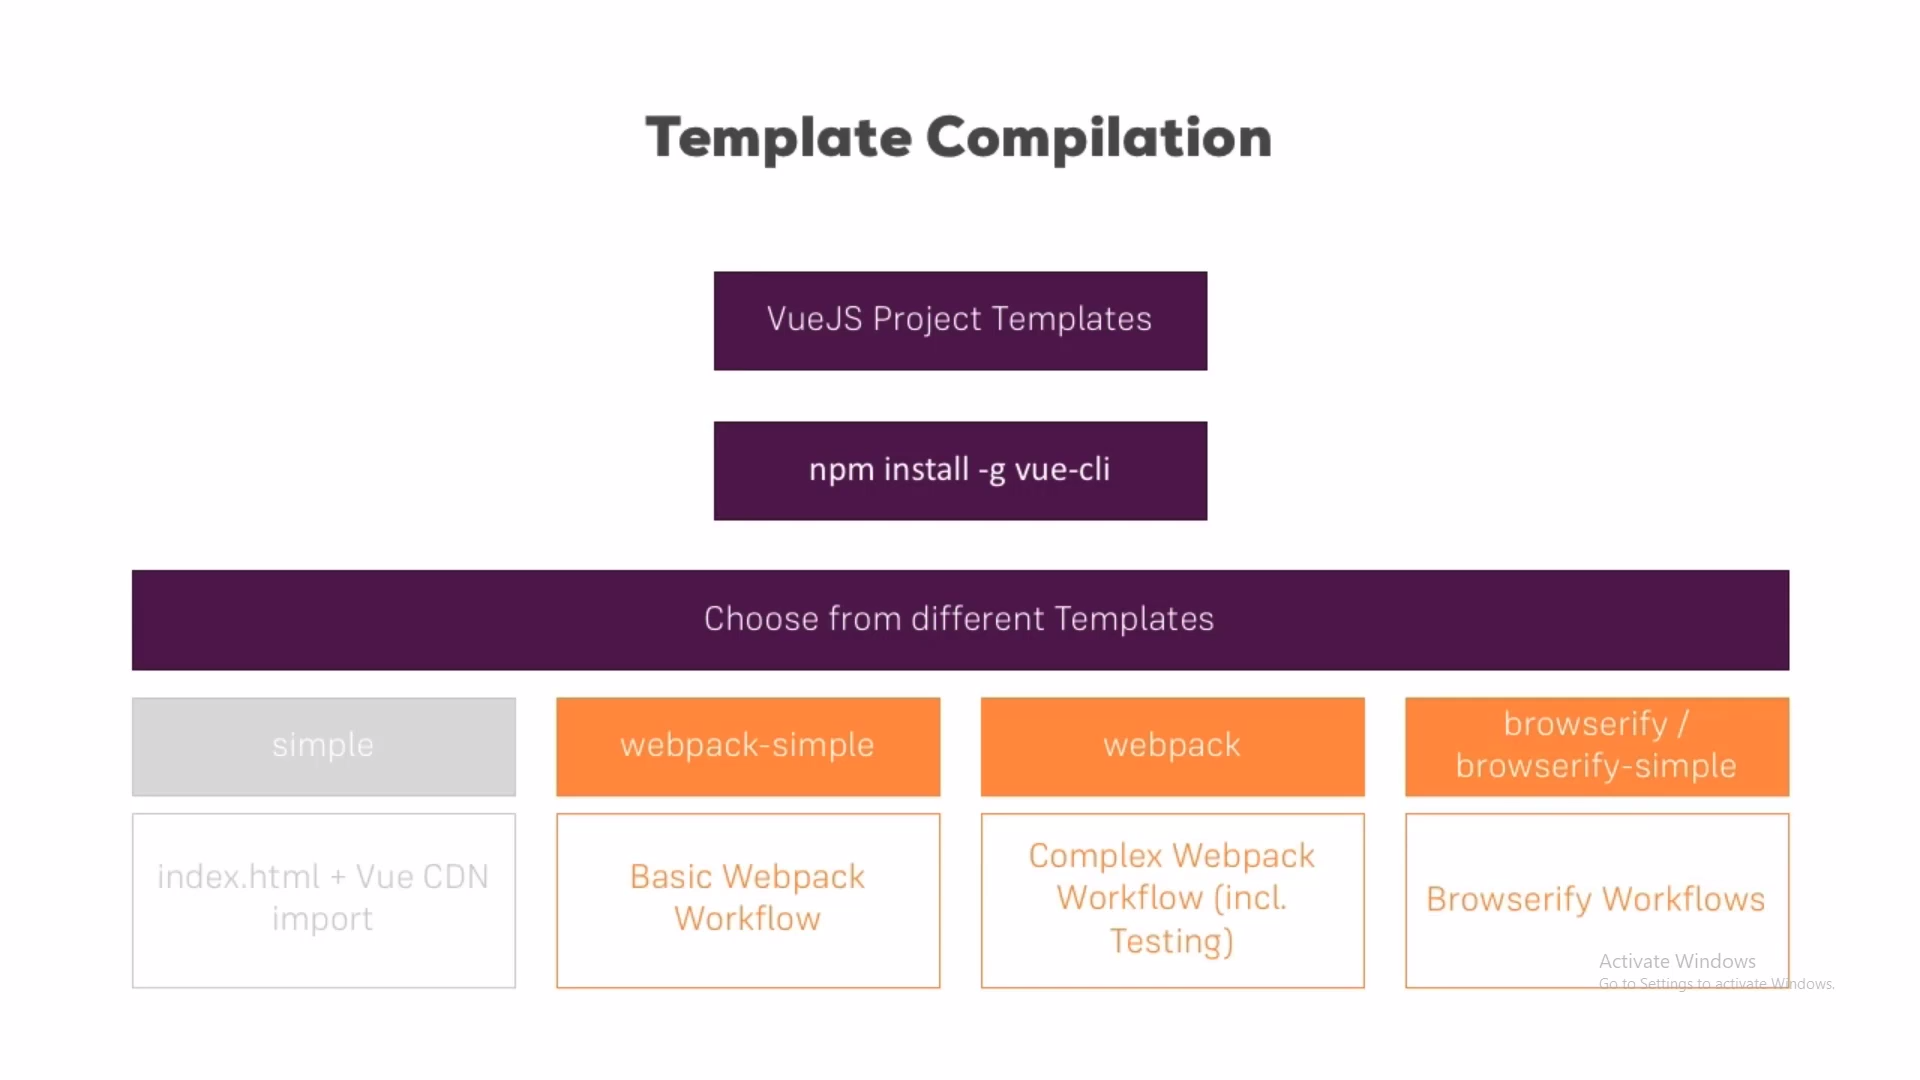 Template Compilation
VueJS Project Templates
npm install -g vue-cli
Choose from different Templates
simple
index.html + Vue CDN
import
webpack-simple
Basic Webpack
Workflow
webpack
Complex Webpack
Workflow (incl.
Testing)
browserify /
browserify-simple
Browserify Workflows
Activate Windows
Go to Settings to activate Windows.